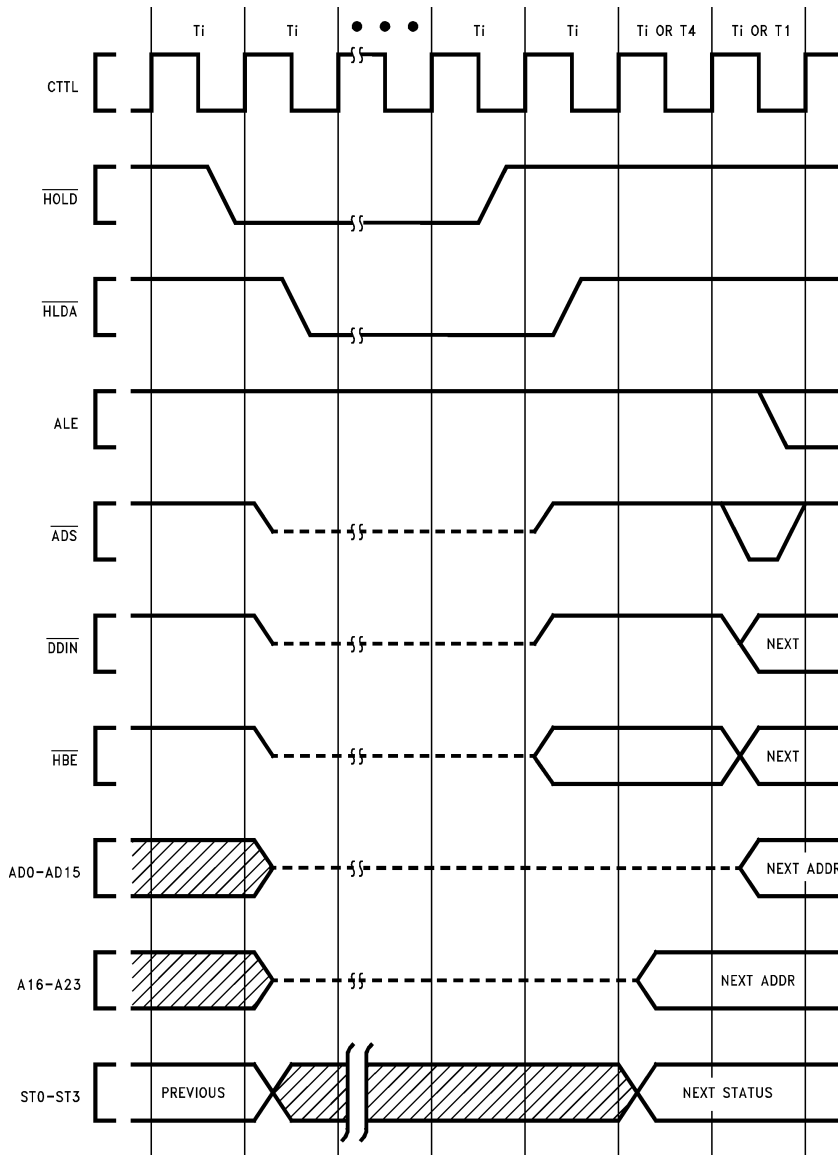 Ti Ti Ti Ti Ti OR T4 Ti OR T1
CTTL
HOLD
HLDA
ALE
ADS
DDIN NEXT
HBE NEXT
AD0-AD15 NEXT ADDR
A16-A23 NEXT ADDR
ST0-ST3 PREVIOUS NEXT STATUS